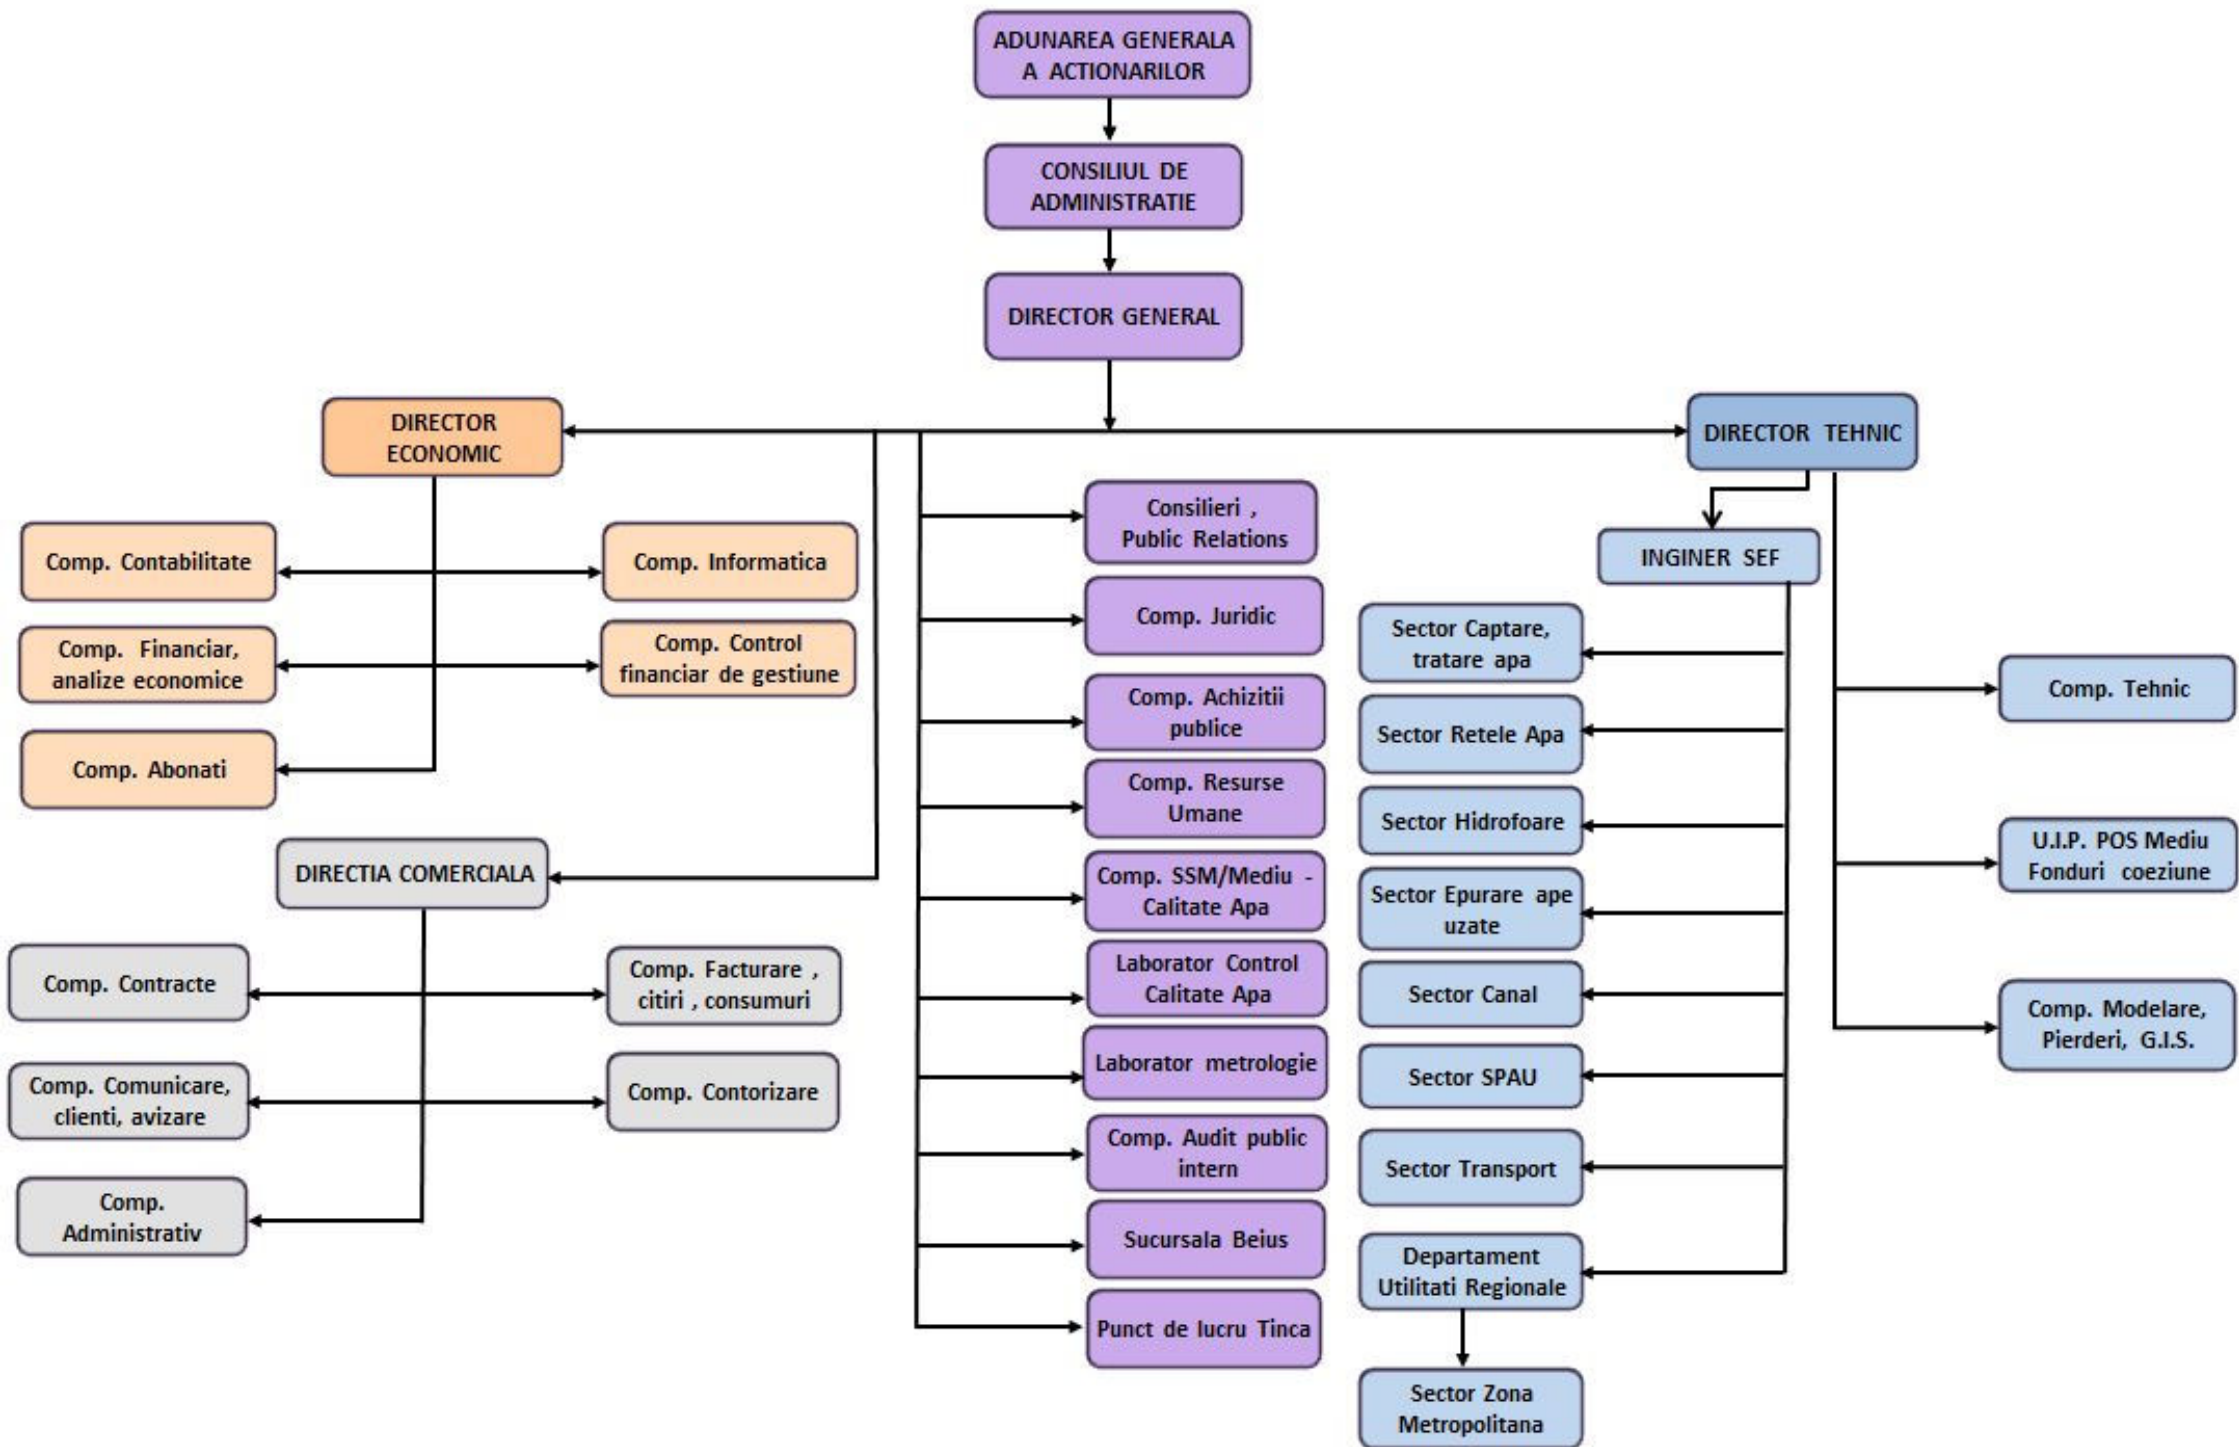 ADUNAREA GENERALA
A ACTIONARILOR
CONSILIUL DE
ADMINISTRATIE
DIRECTOR GENERAL
DIRECTOR
ECONOMIC
Comp. Contabilitate
Comp. Informatica
Comp. Financiar,
analize economice
Comp. Control
financiar de gestiune
Comp. Abonati
DIRECTIA COMERCIALA
Comp. Contracte
Comp. Facturare ,
citiri , consumuri
Comp. Comunicare,
clienti, avizare
Comp. Contorizare
Comp.
Administrativ
Consilieri ,
Public Relations
Comp. Juridic
Comp. Achizitii
publice
Comp. Resurse
Umane
Comp. SSM/Mediu -
Calitate Apa
Laborator Control
Calitate Apa
Laborator metrologie
Comp. Audit public
intern
Sucursala Beius
Punct de lucru Tinca
DIRECTOR TEHNIC
INGINER SEF
Sector Captare,
tratare apa
Sector Retele Apa
Sector Hidrofoare
Sector Epurare ape
uzate
Sector Canal
Sector SPAU
Sector Transport
Departament
Utilitati Regionale
Sector Zona
Metropolitana
Comp. Tehnic
U.I.P. POS Mediu
Fonduri coeziune
Comp. Modelare,
Pierderi, G.I.S.